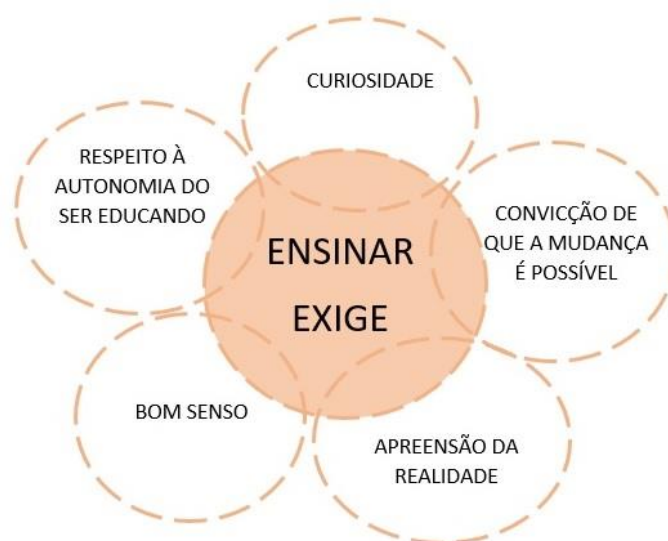 CURIOSIDADE
RESPEITO À
AUTONOMIA DO
SER EDUCANDO
CONVICÇÃO DE
QUE A MUDANÇA
É POSSÍVEL
ENSINAR
EXIGE
BOM SENSO
APREENSÃO DA
REALIDADE